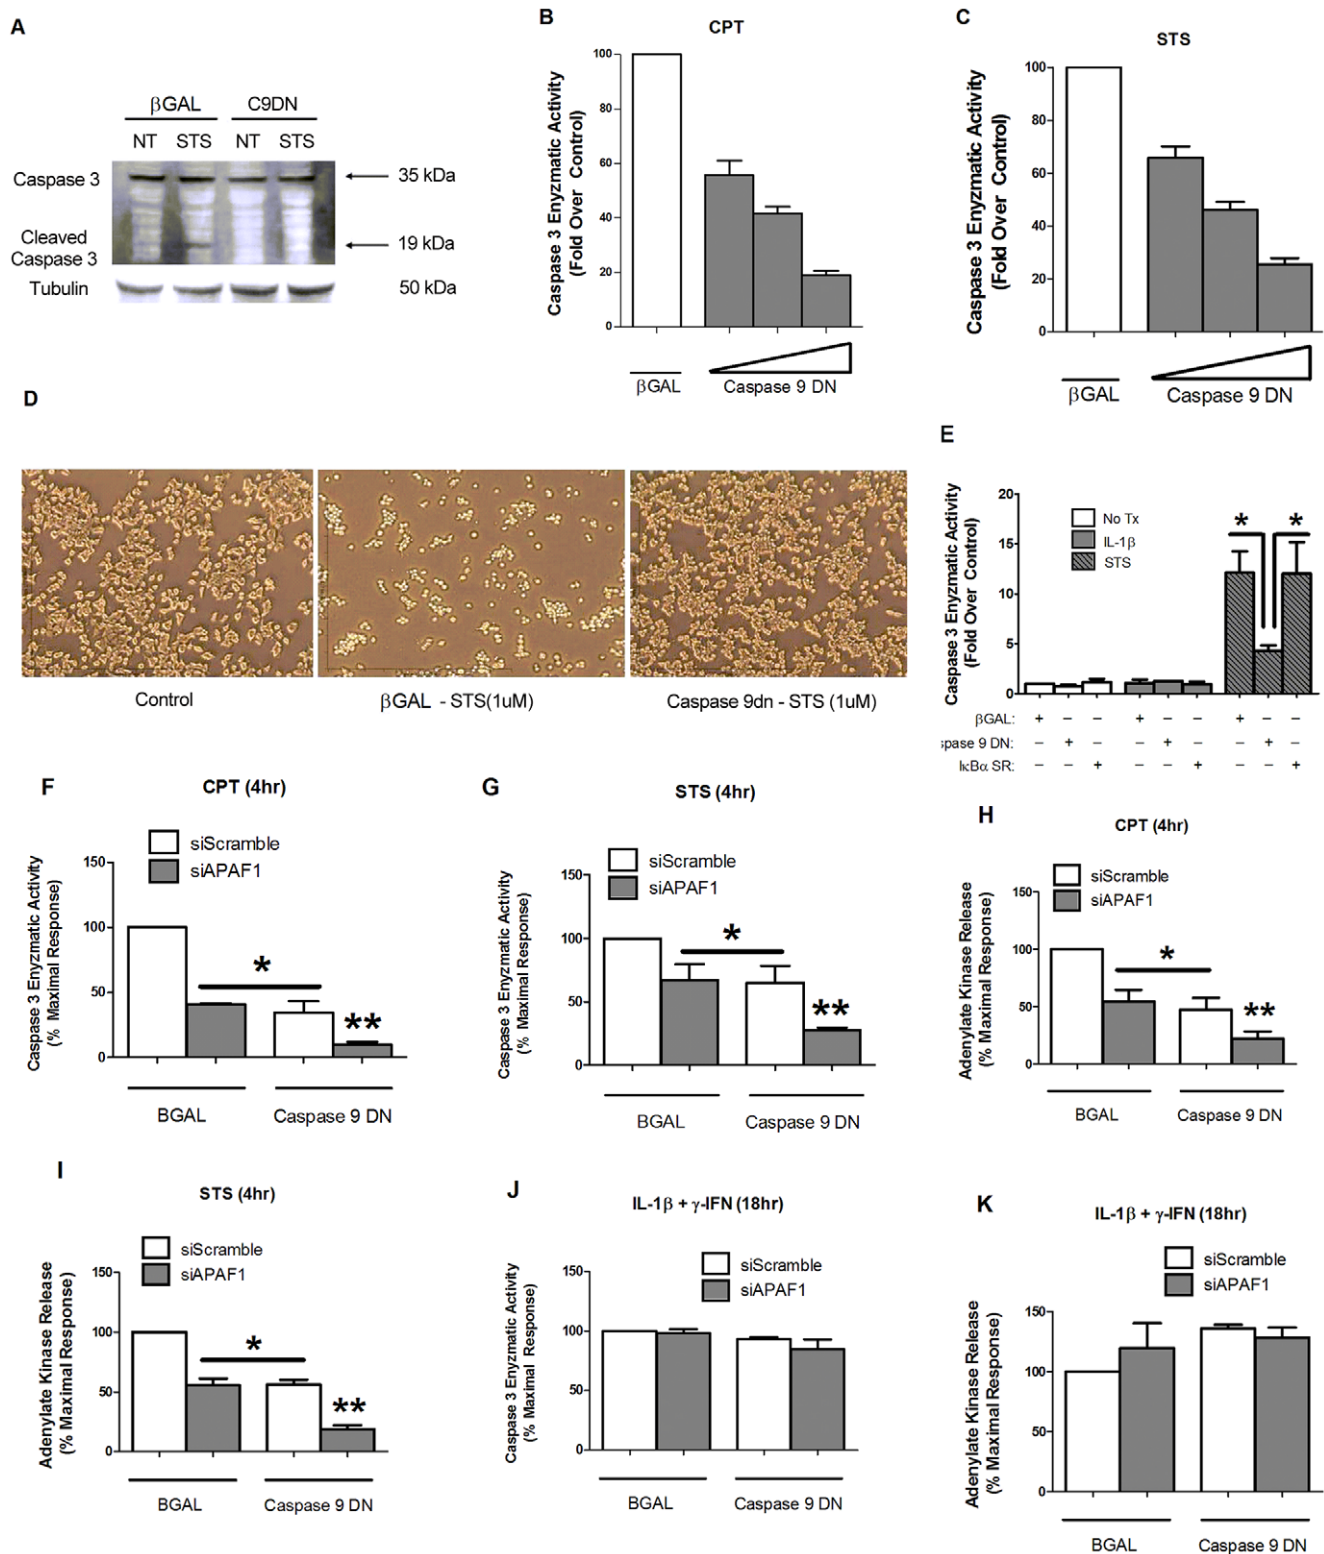 A
βGAL C9DN
NT STS NT STS
Caspase 3
35 kDa
Cleaved
Caspase 3
19 kDa
Tubulin
50 kDa
B
CPT
Caspase 3 Enyzmatic Activity
(Fold Over Control)
100
80
60
40
20
0
βGAL
Caspase 9 DN
C
STS
Caspase 3 Enyzmatic Activity
(Fold Over Control)
100
80
60
40
20
0
βGAL
Caspase 9 DN
D
Control
βGAL - STS(1uM)
Caspase 9dn - STS (1uM)
E
Caspase 3 Enyzmatic Activity
(Fold Over Control)
20
15
10
5
0
No Tx
IL-1β
STS
* *
βGAL: + − − + − − + − −
spase 9 DN: − + − − + − − + −
IκBα SR: − − + − − + − − +
F
CPT (4hr)
siScramble
siAPAF1
Caspase 3 Enyzmatic Activity
(% Maximal Response)
150
100
50
0
*
**
BGAL
Caspase 9 DN
G
STS (4hr)
siScramble
siAPAF1
Caspase 3 Enyzmatic Activity
(% Maximal Response)
150
100
50
0
*
**
BGAL
Caspase 9 DN
H
CPT (4hr)
siScramble
siAPAF1
Adenylate Kinase Release
(% Maximal Response)
150
100
50
0
*
**
BGAL
Caspase 9 DN
I
STS (4hr)
siScramble
siAPAF1
Adenylate Kinase Release
(% Maximal Response)
150
100
50
0
*
**
BGAL
Caspase 9 DN
J
IL-1β + γ-IFN (18hr)
siScramble
siAPAF1
Caspase 3 Enyzmatic Activity
(% Maximal Response)
150
100
50
0
BGAL
Caspase 9 DN
K
IL-1β + γ-IFN (18hr)
siScramble
siAPAF1
Adenylate Kinase Release
(% Maximal Response)
150
100
50
0
BGAL
Caspase 9 DN